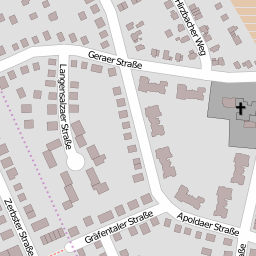 Hirzbacher Weg
Geraer Straße
Langensalzaer Straße
Zerbster Straße
Gräfentaler Straße
Apoldaer Straße